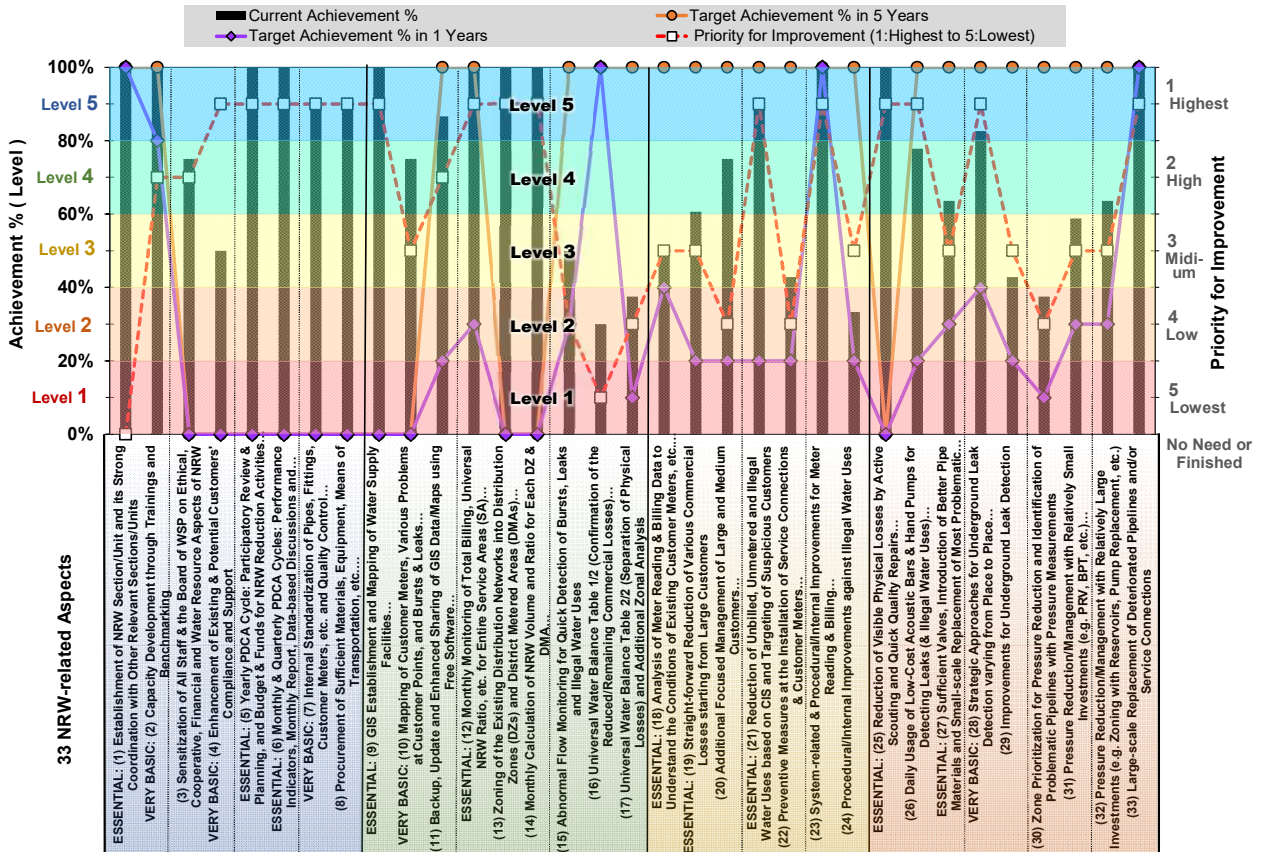 Current Achievement %
Target Achievement % in 5 Years
Target Achievement % in 1 Years
Priority for Improvement (1:Highest to 5:Lowest)
Achievement % ( Level )
100%
Level 5
80%
Level 4
60%
Level 3
40%
Level 2
20%
Level 1
0%
Level 5
Level 4
Level 3
Level 2
Level 1
1
Highest
2
High
3
Midi-
um
4
Low
5
Lowest
No Need or
Finished
Priority for Improvement
33 NRW-related Aspects
ESSENTIAL: (1) Establishment of NRW Section/Unit and its Strong
Coordination with Other Relevant Sections/Units
VERY BASIC: (2) Capacity Development through Trainings and
Benchmarking
(3) Sensitization of All Staff & the Board of WSP on Ethical,
Cooperative, Financial and Water Resource Aspects of NRW
VERY BASIC: (4) Enhancement of Existing & Potential Customers'
Compliance and Support
ESSENTIAL: (5) Yearly PDCA Cycle: Participatory Review &
Planning, and Budget & Funds for NRW Reduction Activities…
ESSENTIAL: (6) Monthly & Quarterly PDCA Cycles: Performance
Indicators, Monthly Report, Data-based Discussions and…
VERY BASIC: (7) Internal Standardization of Pipes, Fittings,
Customer Meters, etc. and Quality Control…
(8) Procurement of Sufficient Materials, Equipment, Means of
Transportation, etc.…
ESSENTIAL: (9) GIS Establishment and Mapping of Water Supply
Facilities…
VERY BASIC: (10) Mapping of Customer Meters, Various Problems
at Customer Points, and Bursts & Leaks…
(11) Backup, Update and Enhanced Sharing of GIS Data/Maps using
Free Software…
ESSENTIAL: (12) Monthly Monitoring of Total Billing, Universal
NRW Ratio, etc. for Entire Service Areas (SA)…
(13) Zoning of the Existing Distribution Networks into Distribution
Zones (DZs) and District Metered Areas (DMAs)…
(14) Monthly Calculation of NRW Volume and Ratio for Each DZ &
DMA…
(15) Abnormal Flow Monitoring for Quick Detection of Bursts, Leaks
and Illegal Water Uses
(16) Universal Water Balance Table 1/2 (Confirmation of the
Reduced/Remaining Commercial Losses)…
(17) Universal Water Balance Table 2/2 (Separation of Physical
Losses) and Additional Zonal Analysis
ESSENTIAL: (18) Analysis of Meter Reading & Billing Data to
Understand the Conditions of Existing Customer Meters, etc…
ESSENTIAL: (19) Straight-forward Reduction of Various Commercial
Losses starting from Large Customers
(20) Additional Focused Management of Large and Medium
Customers…
ESSENTIAL: (21) Reduction of Unbilled, Unmetered and Illegal
Water Uses based on CIS and Targeting of Suspicious Customers
(22) Preventive Measures at the Installation of Service Connections
& Customer Meters…
(23) System-related & Procedural/Internal Improvements for Meter
Reading & Billing…
(24) Procedural/Internal Improvements against Illegal Water Uses
ESSENTIAL: (25) Reduction of Visible Physical Losses by Active
Scouting and Quick Quality Repairs…
(26) Daily Usage of Low-Cost Acoustic Bars & Hand Pumps for
Detecting Leaks & Illegal Water Uses)…
ESSENTIAL: (27) Sufficient Valves, Introduction of Better Pipe
Materials and Small-scale Replacement of Most Problematic…
VERY BASIC: (28) Strategic Approaches for Underground Leak
Detection varying from Place to Place…
(29) Improvements for Underground Leak Detection
(30) Zone Prioritization for Pressure Reduction and Identification of
Problematic Pipelines with Pressure Measurements
(31) Pressure Reduction/Management with Relatively Small
Investments (e.g. PRV, BPT, etc.)…
(32) Pressure Reduction/Management with Relatively Large
Investments (e.g. Zoning Reservoirs, Pump Replacement, etc.)
(33) Large-scale Replacement of Deteriorated Pipelines and/or
Service Connections